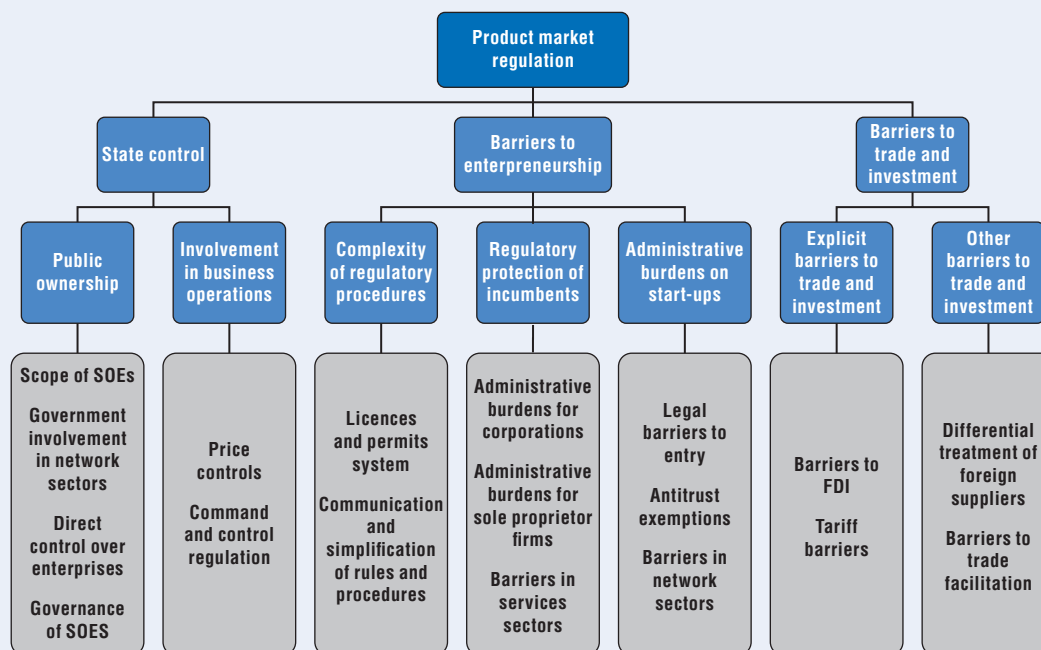 Product market
regulation
State control
Barriers to
enterpreneurship
Barriers to
trade and
investment
Public
ownership
Involvement
in business
operations
Complexity
of regulatory
procedures
Regulatory
protection of
incumbents
Administrative
burdens on
start-ups
Explicit
barriers to
trade and
investment
Other
barriers to
trade and
investment
Scope of SOEs
Government
involvement
in network
sectors
Direct
control over
enterprises
Governance
of SOES
Price
controls
Command
and control
regulation
Licences
and permits
system
Communication
and
simplification
of rules and
procedures
Administrative
burdens for
corporations
Administrative
burdens for
sole proprietor
firms
Barriers in
services
sectors
Legal
barriers to
entry
Antitrust
exemptions
Barriers in
network
sectors
Barriers to
FDI
Tariff
barriers
Differential
treatment of
foreign
suppliers
Barriers to
trade
facilitation